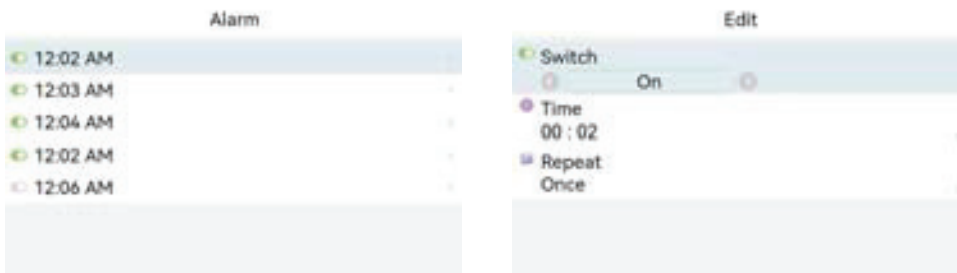 Alarm
12:02 AM
12:03 AM
12:04 AM
12:02 AM
12:06 AM
Edit
Switch
On
Time
00 : 02
Repeat
Once